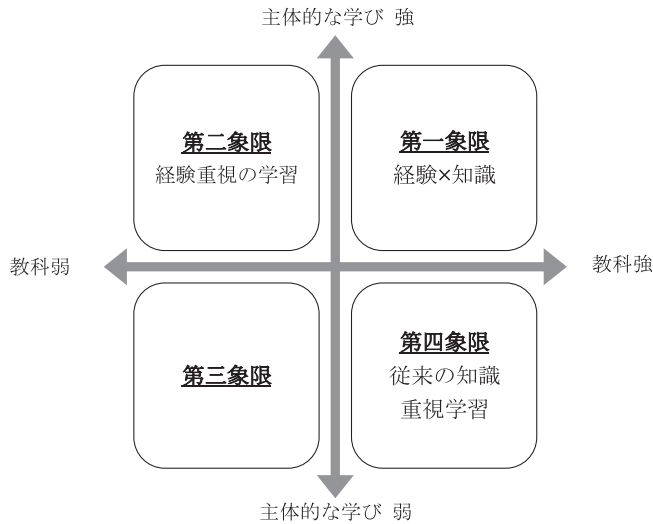 主体的な学び 強
第二象限
経験重視の学習
第一象限
経験×知識
教科弱
教科強
第三象限
第四象限
従来の知識
重視学習
主体的な学び 弱